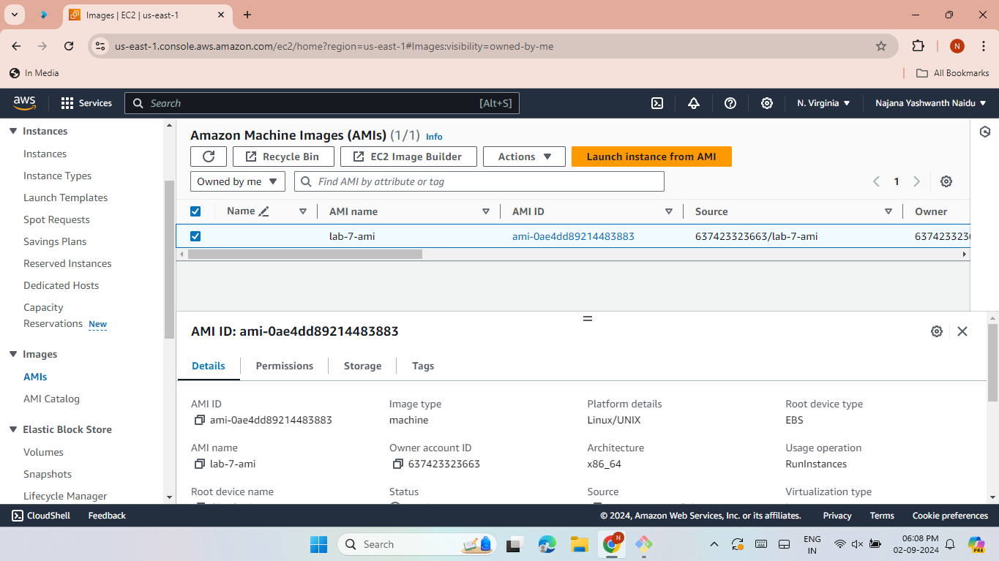 Images | EC2 | us-east-1
us-east-1.console.aws.amazon.com/ec2/home?region=us-east-1#Images:visibility=owned-by-me
N
In Media
All Bookmarks
aws
Services
Search
[Alt+S]
N. Virginia
Najana Yashwanth Naidu
Instances
Instances
Instance Types
Launch Templates
Spot Requests
Savings Plans
Reserved Instances
Dedicated Hosts
Capacity
Reservations New
Images
AMIs
AMI Catalog
Elastic Block Store
Volumes
Snapshots
Lifecycle Manager
Amazon Machine Images (AMIs) (1/1) Info
Recycle Bin
EC2 Image Builder
Actions
Launch instance from AMI
Owned by me
Find AMI by attribute or tag
1
Name AMI name AMI ID Source Owner
lab-7-ami ami-0ae4dd89214483883 637423323663/lab-7-ami
AMI ID: ami-0ae4dd89214483883
Details Permissions Storage Tags
AMI ID Image type Platform details Root device type
ami-0ae4dd89214483883 machine Linux/UNIX EBS
AMI name Owner account ID Architecture Usage operation
lab-7-ami 637423323663 x86_64 RunInstances
Root device name Status Source Virtualization type
CloudShell Feedback © 2024, Amazon Web Services, Inc. or its affiliates. Privacy Terms Cookie preferences
Search
N
ENG
IN
06:08 PM
02-09-2024
PRE